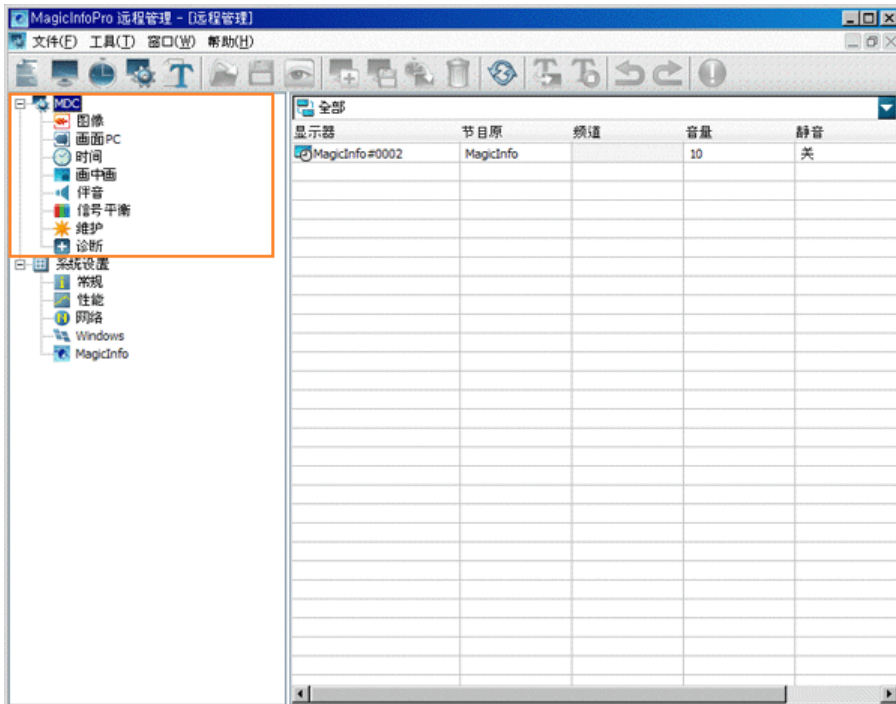 MagicInfoPro 远程管理 - [远程管理]
文件(F) 工具(T) 窗口(W) 帮助(H)
MDC
图像
画面PC
时间
画中画
伴音
信号平衡
维护
诊断
系统设置
常规
性能
网络
Windows
MagicInfo
全部
显示器 节目原 频道 音量 静音
MagicInfo#0002 MagicInfo 10 关